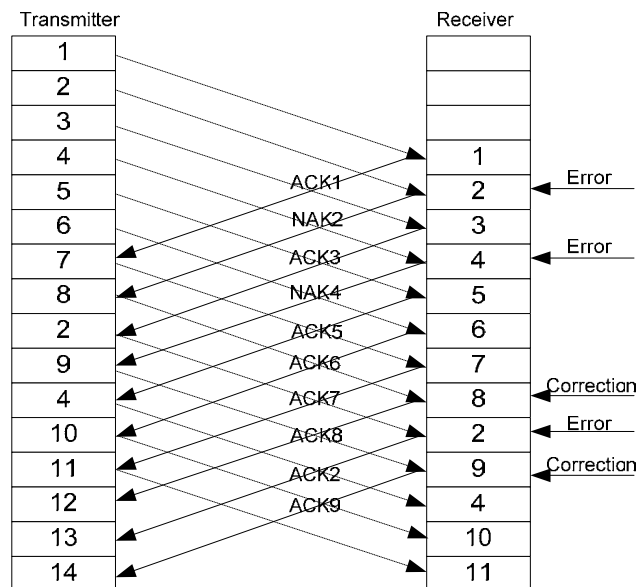 Transmitter
Receiver
1
2
3
4
5
6
7
8
2
9
4
10
11
12
13
14
ACK1
NAK2
ACK3
NAK4
ACK5
ACK6
ACK7
ACK8
ACK2
ACK9
1
2
3
4
5
6
7
8
2
9
4
10
11
Error
Error
Correction
Error
Correction